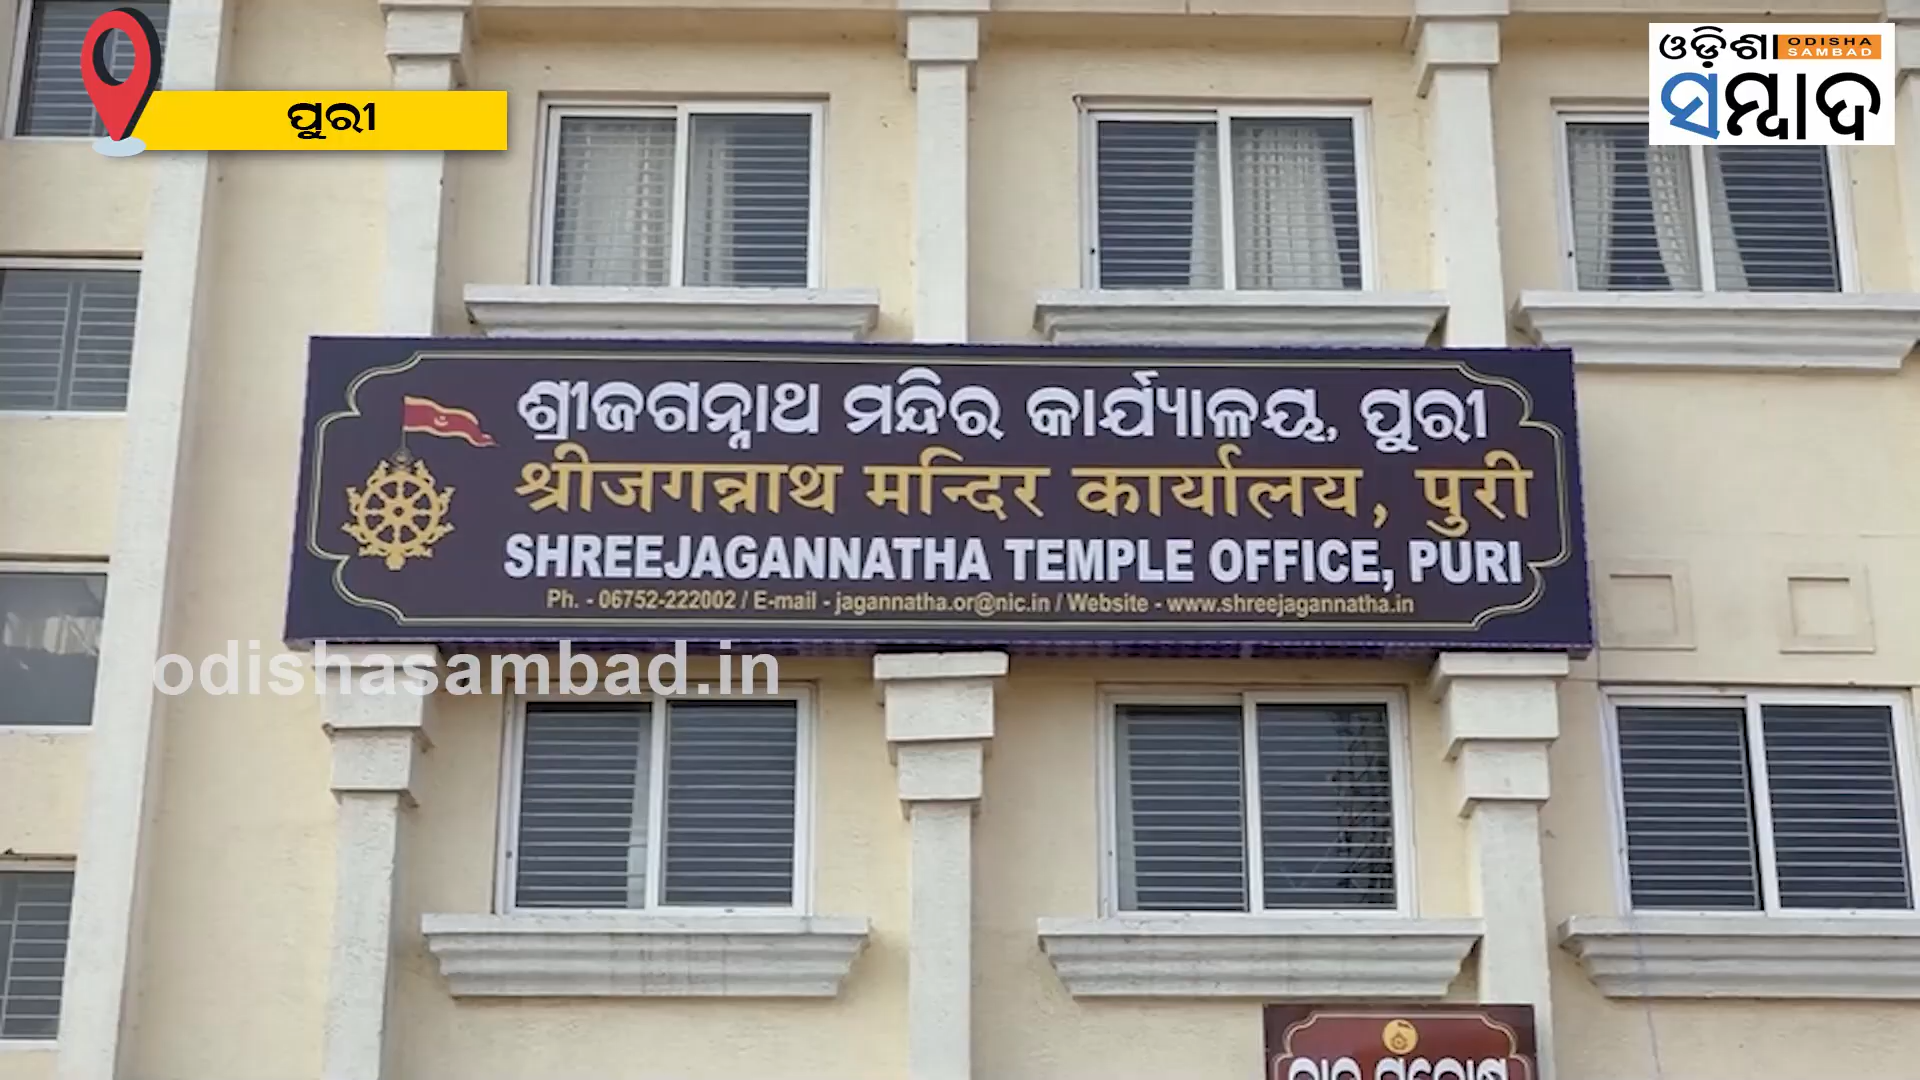 ପୁରୀ
ଓଡ଼ିଶା ODISHA SAMBAD
ସମ୍ବାଦ
ଶ୍ରୀଜଗନ୍ନାଥ ମନ୍ଦିର କାର୍ଯ୍ୟାଳୟ, ପୁରୀ
श्रीजगन्नाथ मन्दिर कार्यालय, पुरी
SHREEJAGANNATHA TEMPLE OFFICE, PURI
Ph. - 06752-222002 / E-mail - jagannatha.or@nic.in / Website - www.shreejagannatha.in
odishasambad.in